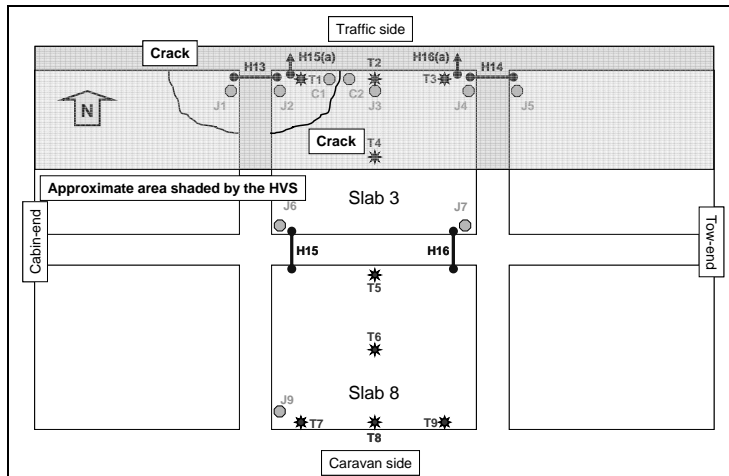 Traffic side
Crack
H13
H15(a)
T2
H16(a)
H14
T1
T3
N
J1
J2
C1
C2
J3
J4
J5
Crack
T4
Approximate area shaded by the HVS
Slab 3
J6
J7
Cabin-end
Tow-end
H15
H16
T5
T6
Slab 8
J9
T7
T9
T8
Caravan side